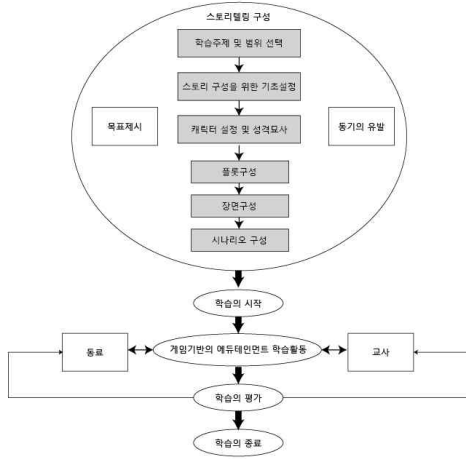 스토리텔링 구성
학습주제 및 범위 선택
스토리 구성을 위한 기초설정
목표제시
캐릭터 설정 및 성격묘사
동기의 유발
플롯구성
장면구성
시나리오 구성
학습의 시작
동료
게임기반의 에듀테인먼트 학습활동
교사
학습의 평가
학습의 종료